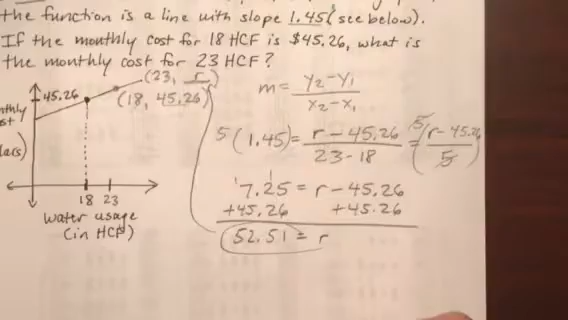 the function is a line with slope 1.45 (see below).
If the monthly cost for 18 HCF is $45.26, what is
the monthly cost for 23 HCF?
(23, r)
45.26
(18, 45.26)
18 23
water usage
(in HCF)
m = y₂-y₁ / x₂-x₁
5(1.45) = r - 45.26 / 23-18 = 5(r-45.26 / 5)
7.25 = r - 45.26
+45.26 +45.26
52.51 = r